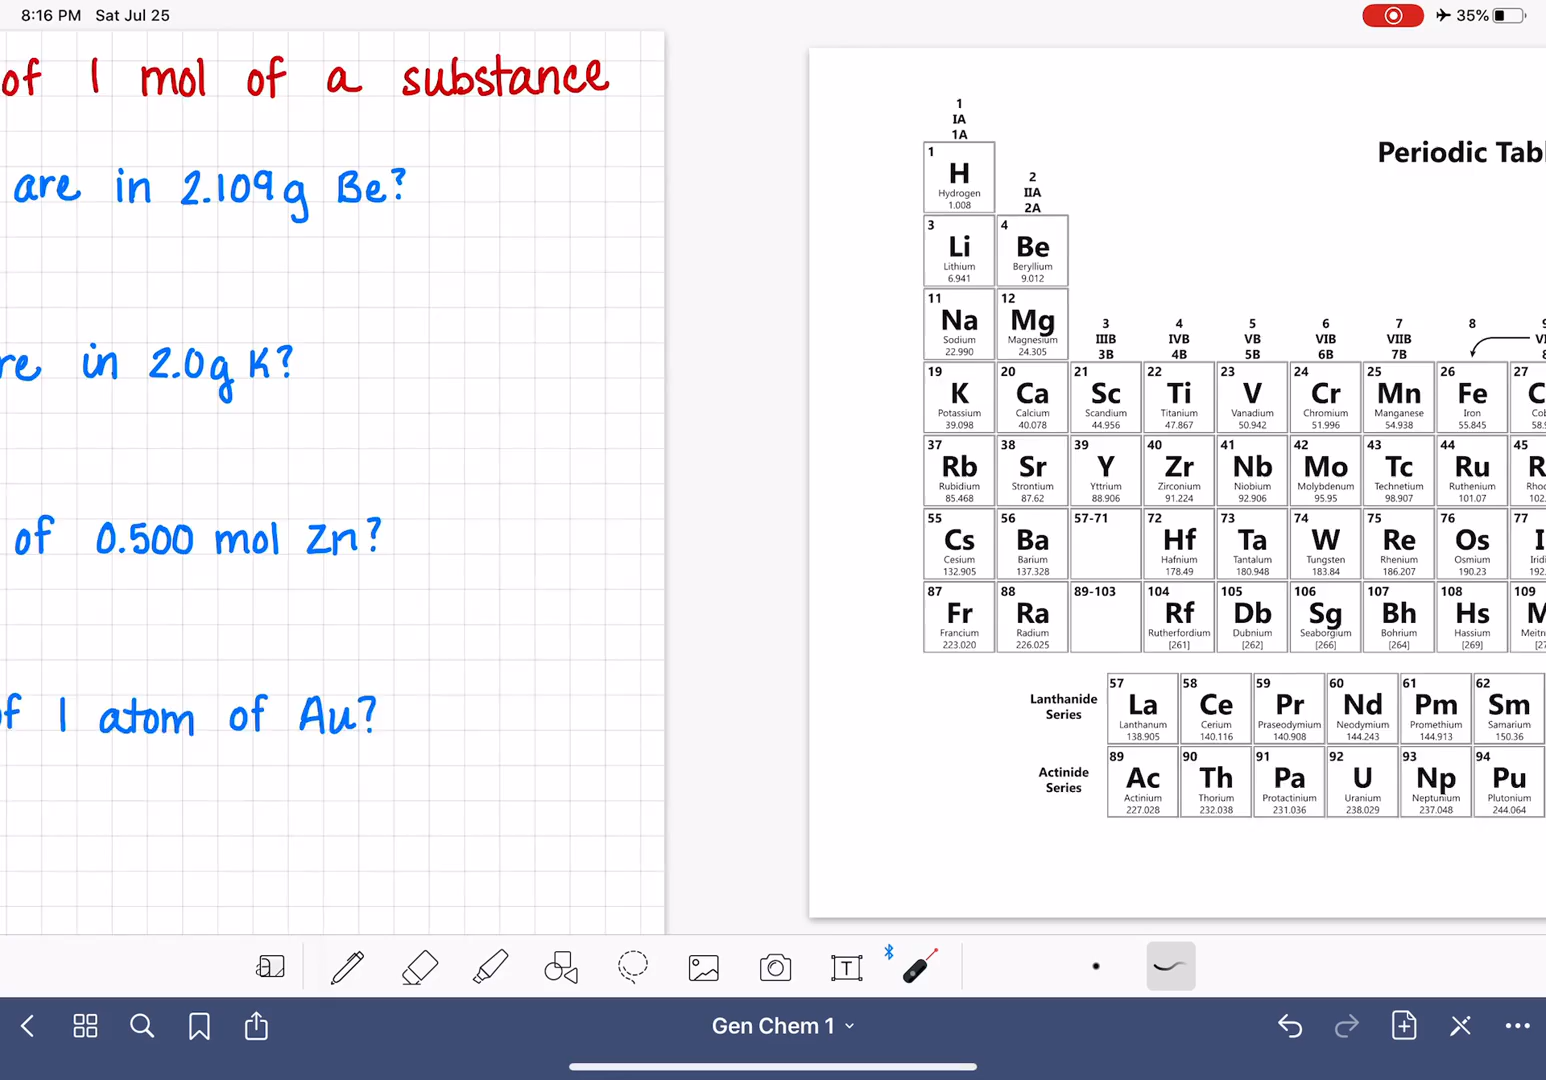 8:16 PM Sat Jul 25
35%
of 1 mol of a substance
are in 2.109g Be?
re in 2.0g K?
of 0.500 mol Zn?
f 1 atom of Au?
Periodic Tab
1
IA
1A
2
IIA
2A
3
IIIB
3B
4
IVB
4B
5
VB
5B
6
VIB
6B
7
VIIB
7B
8
1
H
Hydrogen
1.008
3
Li
Lithium
6.941
4
Be
Beryllium
9.012
11
Na
Sodium
22.990
12
Mg
Magnesium
24.305
19
K
Potassium
39.098
20
Ca
Calcium
40.078
21
Sc
Scandium
44.956
22
Ti
Titanium
47.867
23
V
Vanadium
50.942
24
Cr
Chromium
51.996
25
Mn
Manganese
54.938
26
Fe
Iron
55.845
27
37
Rb
Rubidium
85.468
38
Sr
Strontium
87.62
39
Y
Yttrium
88.906
40
Zr
Zirconium
91.224
41
Nb
Niobium
92.906
42
Mo
Molybdenum
95.95
43
Tc
Technetium
98.907
44
Ru
Ruthenium
101.07
45
55
Cs
Cesium
132.905
56
Ba
Barium
137.328
57-71
72
Hf
Hafnium
178.49
73
Ta
Tantalum
180.948
74
W
Tungsten
183.84
75
Re
Rhenium
186.207
76
Os
Osmium
190.23
77
87
Fr
Francium
223.020
88
Ra
Radium
226.025
89-103
104
Rf
Rutherfordium
[261]
105
Db
Dubnium
[262]
106
Sg
Seaborgium
[266]
107
Bh
Bohrium
[264]
108
Hs
Hassium
[269]
109
Lanthanide
Series
57
La
Lanthanum
138.905
58
Ce
Cerium
140.116
59
Pr
Praseodymium
140.908
60
Nd
Neodymium
144.243
61
Pm
Promethium
144.913
62
Sm
Samarium
150.36
Actinide
Series
89
Ac
Actinium
227.028
90
Th
Thorium
232.038
91
Pa
Protactinium
231.036
92
U
Uranium
238.029
93
Np
Neptunium
237.048
94
Pu
Plutonium
244.064
T
Gen Chem 1